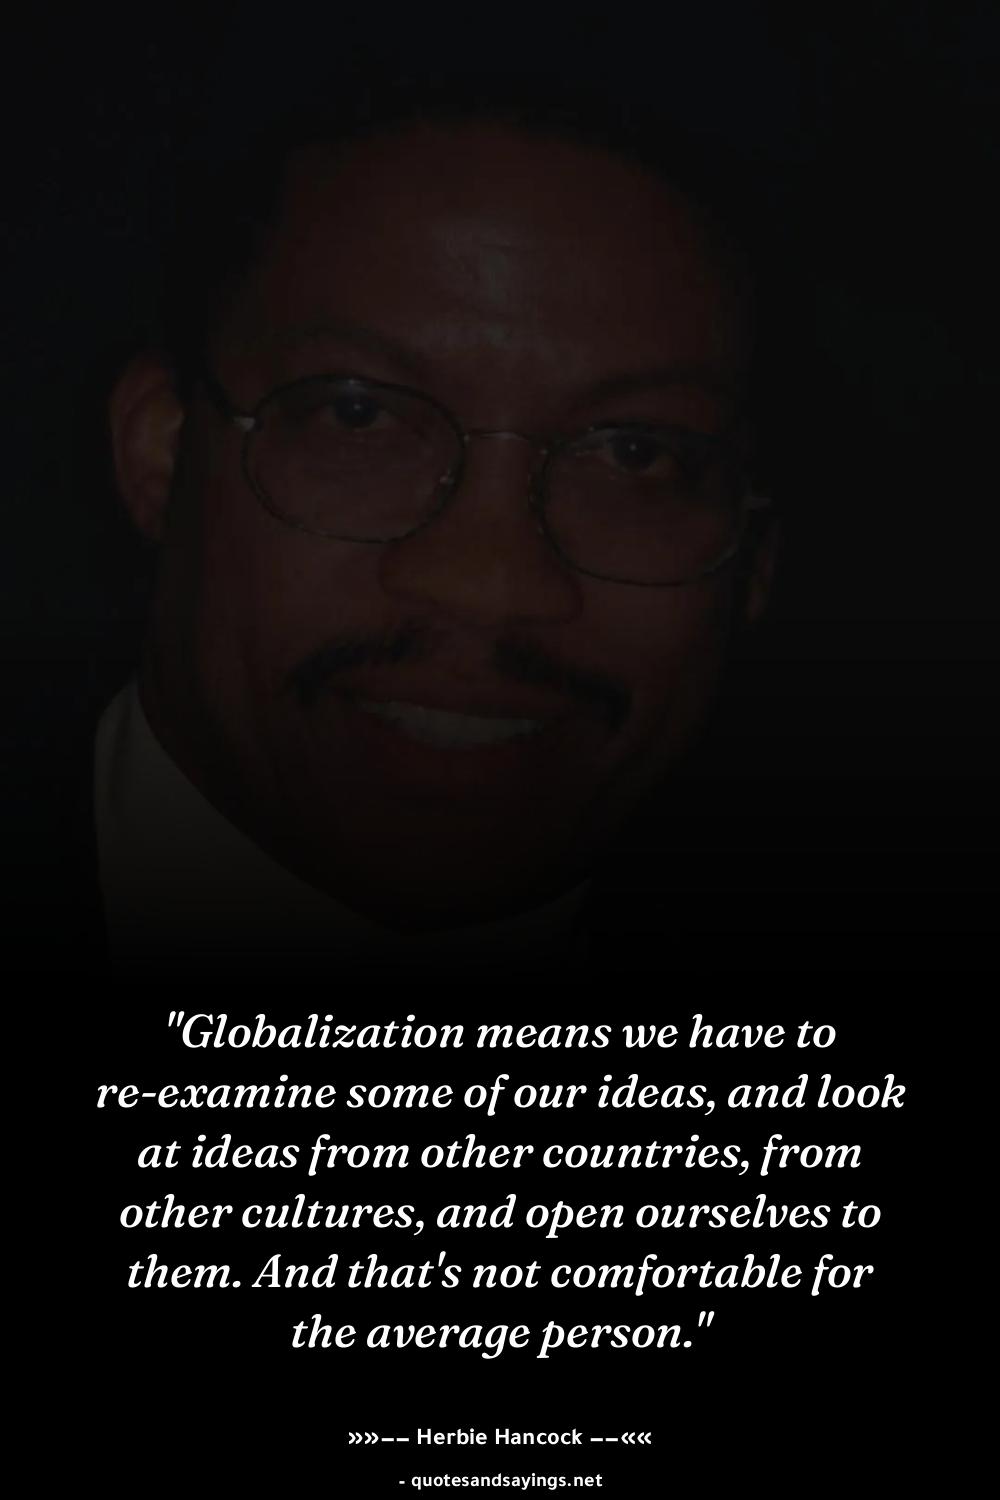 "Globalization means we have to
re-examine some of our ideas, and look
at ideas from other countries, from
other cultures, and open ourselves to
them. And that's not comfortable for
the average person."
»»—— Herbie Hancock ——««
- quotesandsayings.net